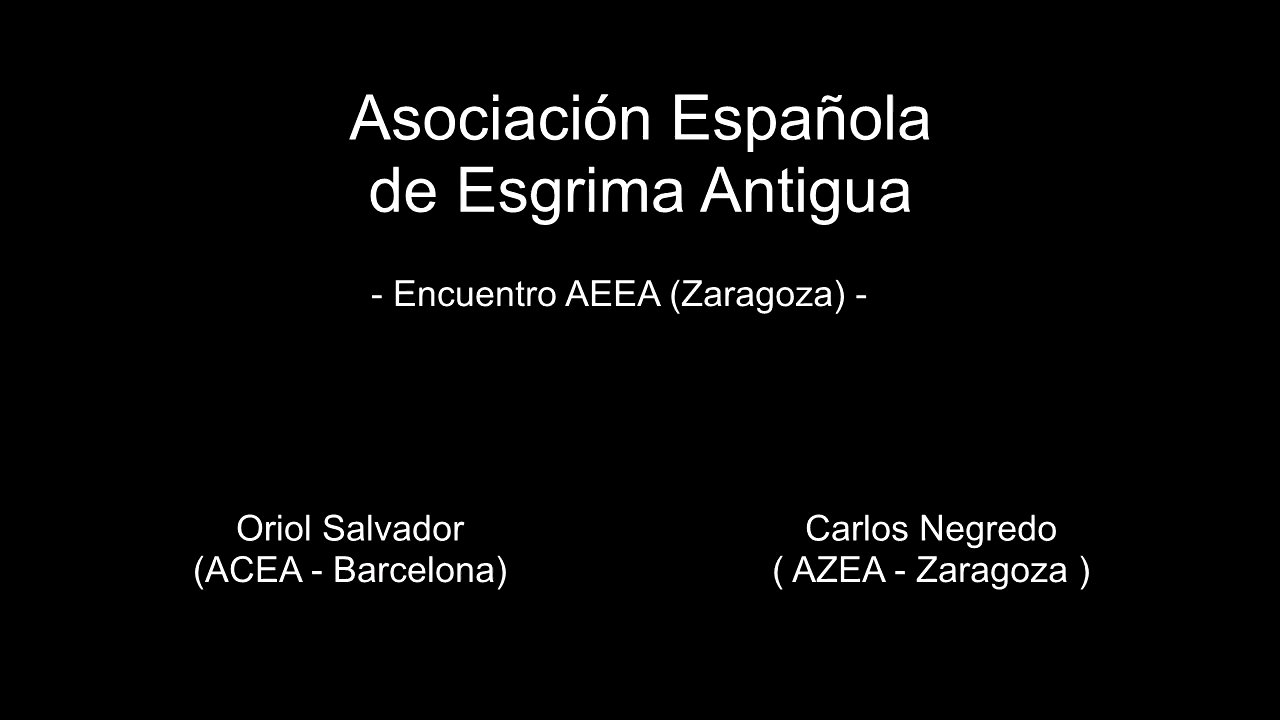 Asociación Española
de Esgrima Antigua
- Encuentro AEEA (Zaragoza) -
Oriol Salvador
(ACEA - Barcelona)
Carlos Negredo
( AZEA - Zaragoza )